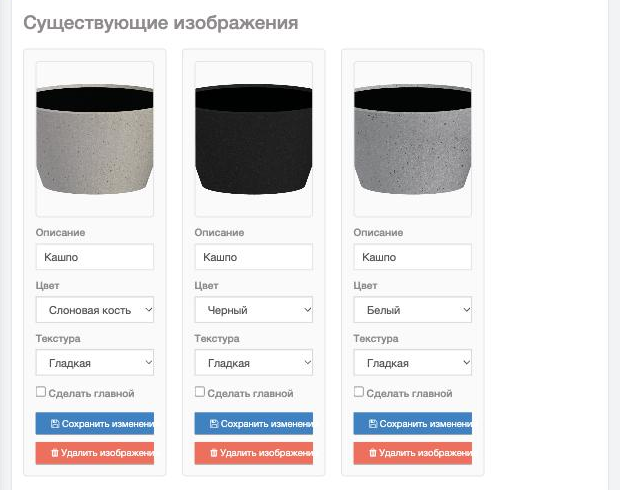 Существующие изображения
Описание Описание Описание
Кашпо Кашпо Кашпо
Цвет Цвет Цвет
Слоновая кость Черный Белый
Текстура Текстура Текстура
Гладкая Гладкая Гладкая
Сделать главной Сделать главной Сделать главной
Сохранить изменени Сохранить изменени Сохранить изменени
Удалить изображени Удалить изображени Удалить изображени